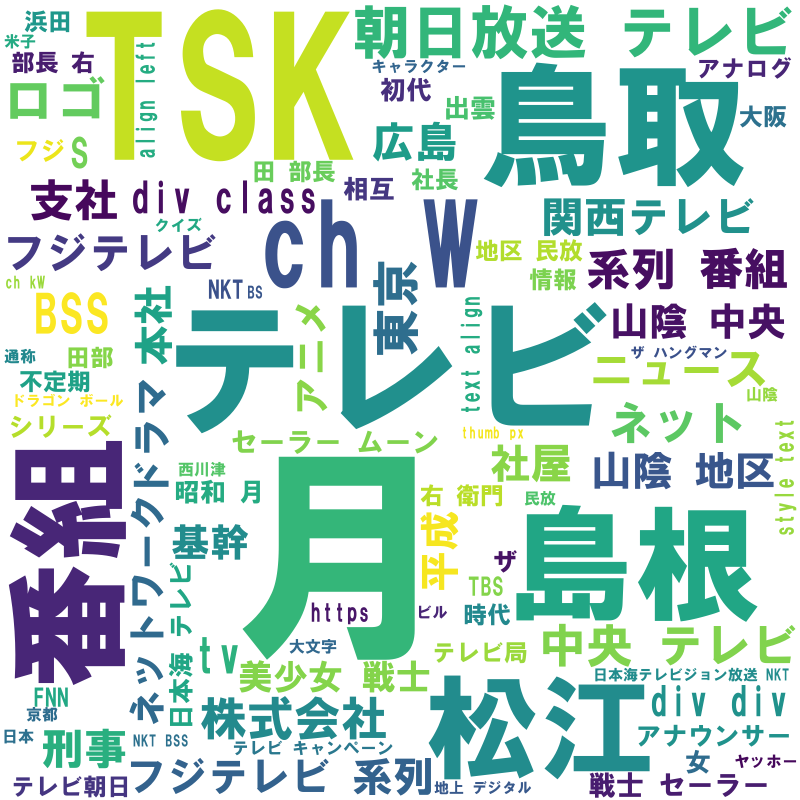 浜田
TSK
朝日放送 テレビ
米子
align left
部長 右
キャラクター
アナログ
ロゴ
初代
鳥取
出雲
大阪
フジ
S
広島
田 部長
相互
社長
支社
div class
クイズ
ch W
関西テレビ
フジテレビ
地区 民放
系列 番組
東京
情報
ch kW
NKT
BS
BSS
本社
テレビ
アニメ
text align
山陰 中央
通称
田部
ザ ハングマン
ニュース
不定期
山陰
ドラゴン ボール
シリーズ
ネットワークドラマ
セーラー ムーン
thumb px
ネット
style text
番組
西川津
月
社屋
山陰 地区
昭和 月
右 衛門
民放
基幹
平成
島根
ザ
日本海 テレビ
TBS
https
ビル
時代
大文字
tv
テレビ局
中央 テレビ
美少女 戦士
日本海テレビジョン放送 NKT
FNN
松江
div div
京都
株式会社
日本
NKT BSS
アナウンサー
刑事
テレビ キャンペーン
女
ヤッホー
テレビ朝日
フジテレビ 系列
地上 デジタル
戦士 セーラー